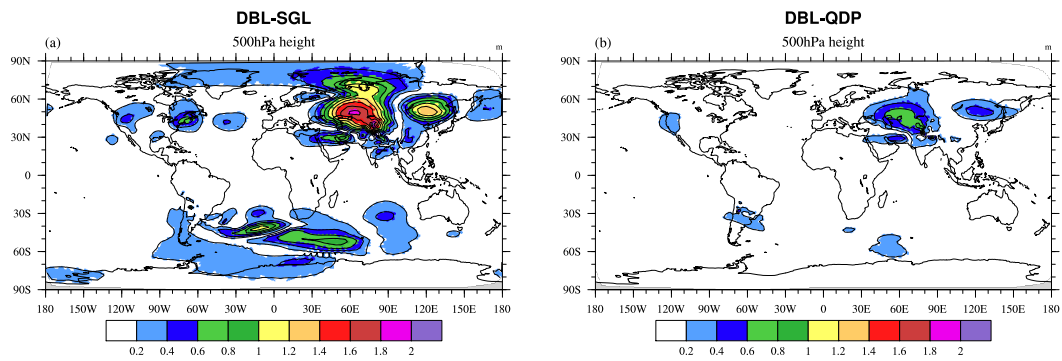 DBL-SGL
(a)
500hPa height
m
90N
60N
30N
0
30S
60S
90S
180 150W 120W 90W 60W 30W 0 30E 60E 90E 120E 150E 180
0.2 0.4 0.6 0.8 1 1.2 1.4 1.6 1.8 2
DBL-QDP
(b)
500hPa height
m
90N
60N
30N
0
30S
60S
90S
180 150W 120W 90W 60W 30W 0 30E 60E 90E 120E 150E 180
0.2 0.4 0.6 0.8 1 1.2 1.4 1.6 1.8 2